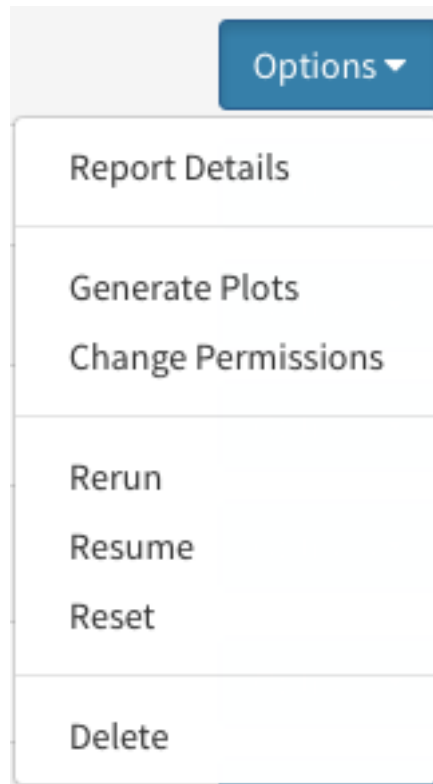 Options
Report Details
Generate Plots
Change Permissions
Rerun
Resume
Reset
Delete